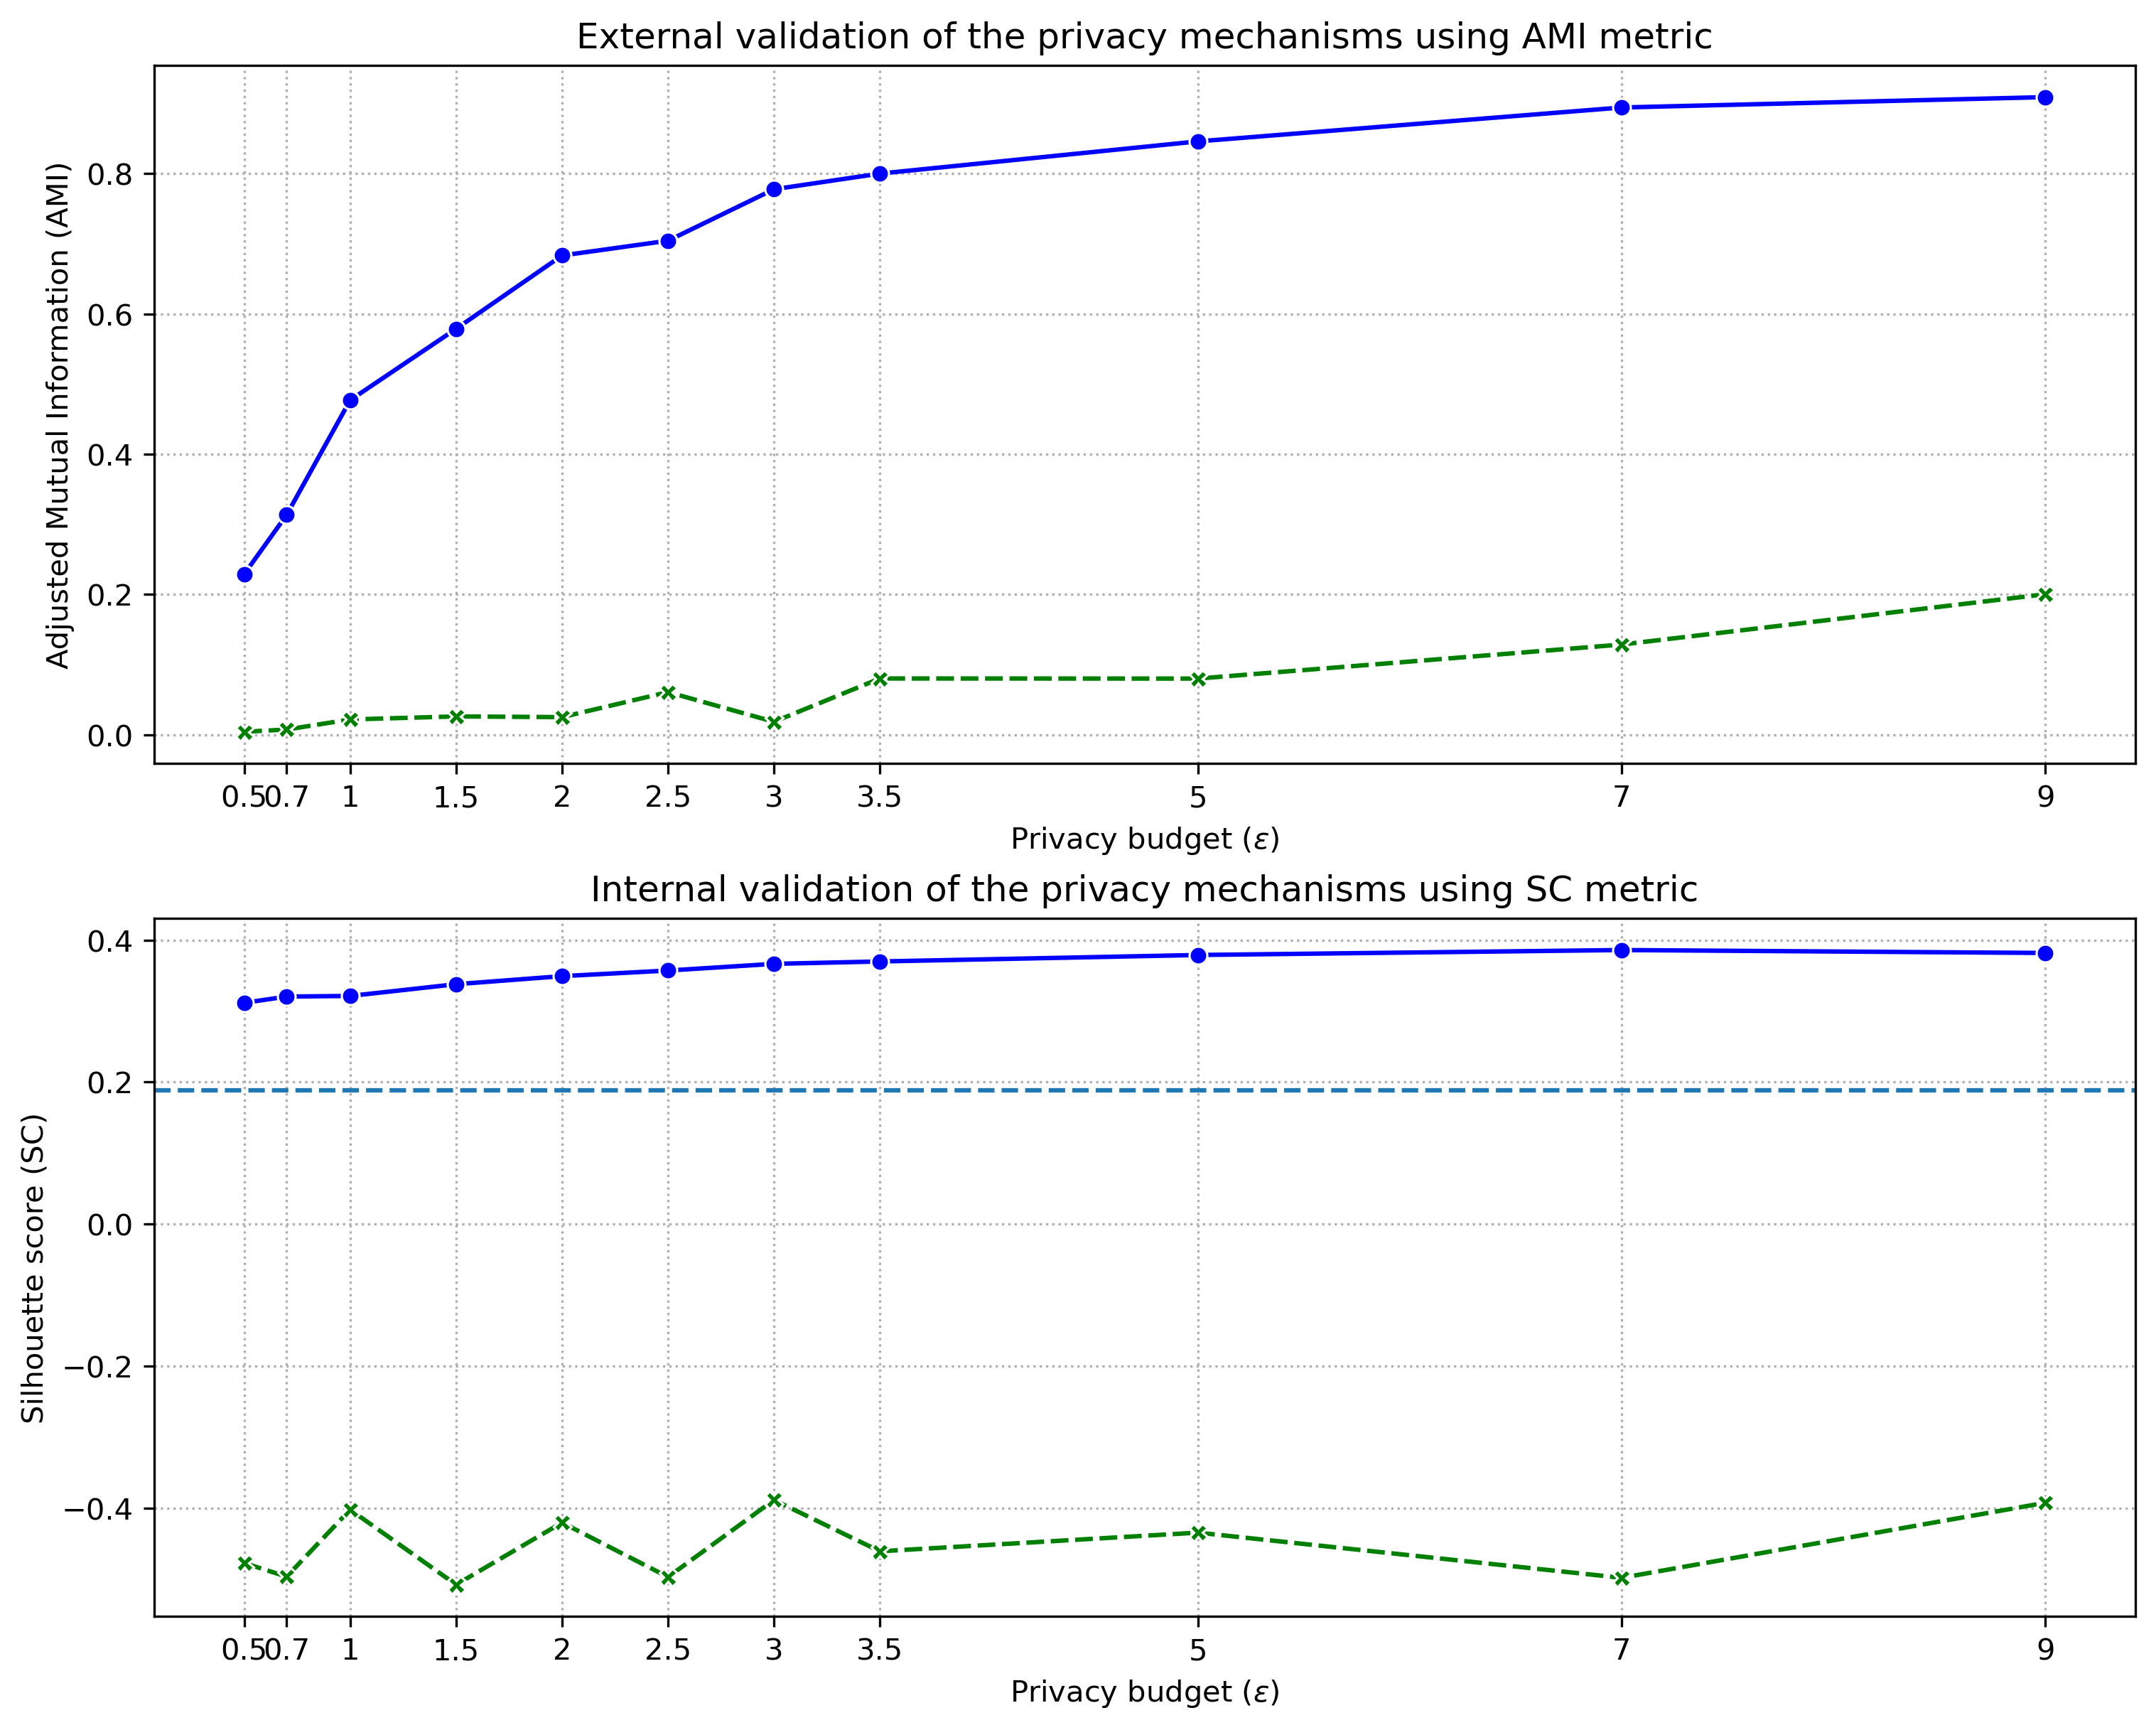 External validation of the privacy mechanisms using AMI metric
Adjusted Mutual Information (AMI)
0.8
0.6
0.4
0.2
0.0
0.5 0.7 1 1.5 2 2.5 3 3.5 5 7 9
Privacy budget (ε)
Internal validation of the privacy mechanisms using SC metric
Silhouette score (SC)
0.4
0.2
0.0
−0.2
−0.4
0.5 0.7 1 1.5 2 2.5 3 3.5 5 7 9
Privacy budget (ε)